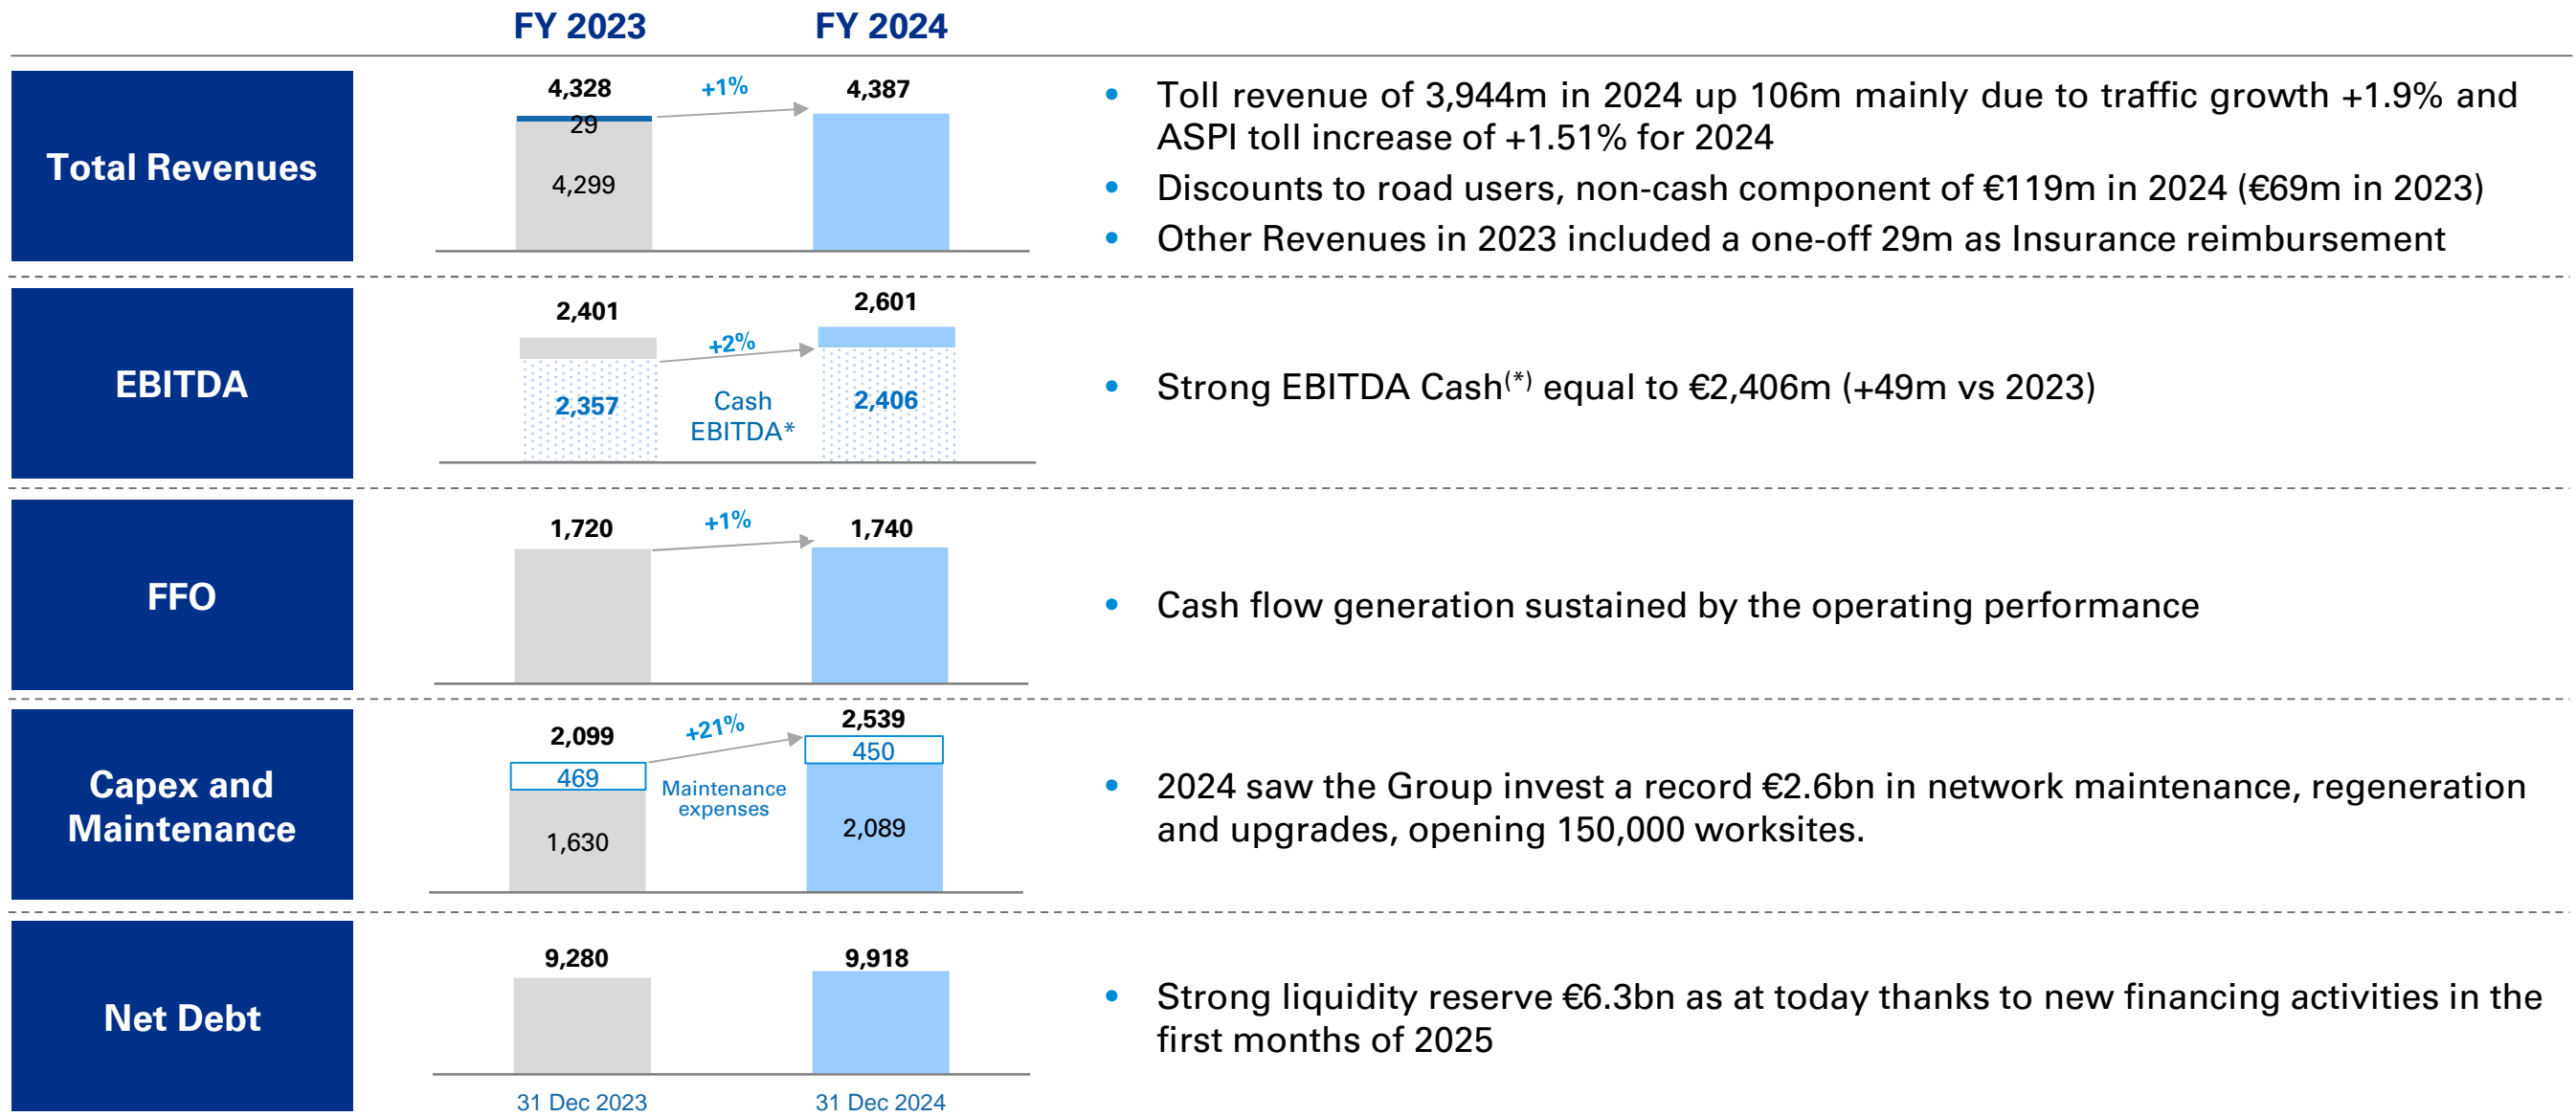 FY 2023 FY 2024
Total Revenues
4,328
+1%
4,387
29
4,299
• Toll revenue of 3,944m in 2024 up 106m mainly due to traffic growth +1.9% and
ASPI toll increase of +1.51% for 2024
• Discounts to road users, non-cash component of €119m in 2024 (€69m in 2023)
• Other Revenues in 2023 included a one-off 29m as Insurance reimbursement
EBITDA
2,401
+2%
2,601
2,357
Cash
EBITDA*
2,406
• Strong EBITDA Cash(*) equal to €2,406m (+49m vs 2023)
FFO
1,720
+1%
1,740
• Cash flow generation sustained by the operating performance
Capex and
Maintenance
2,099
+21%
2,539
469
450
Maintenance
expenses
1,630
2,089
• 2024 saw the Group invest a record €2.6bn in network maintenance, regeneration
and upgrades, opening 150,000 worksites.
Net Debt
9,280
9,918
• Strong liquidity reserve €6.3bn as at today thanks to new financing activities in the
first months of 2025
31 Dec 2023 31 Dec 2024